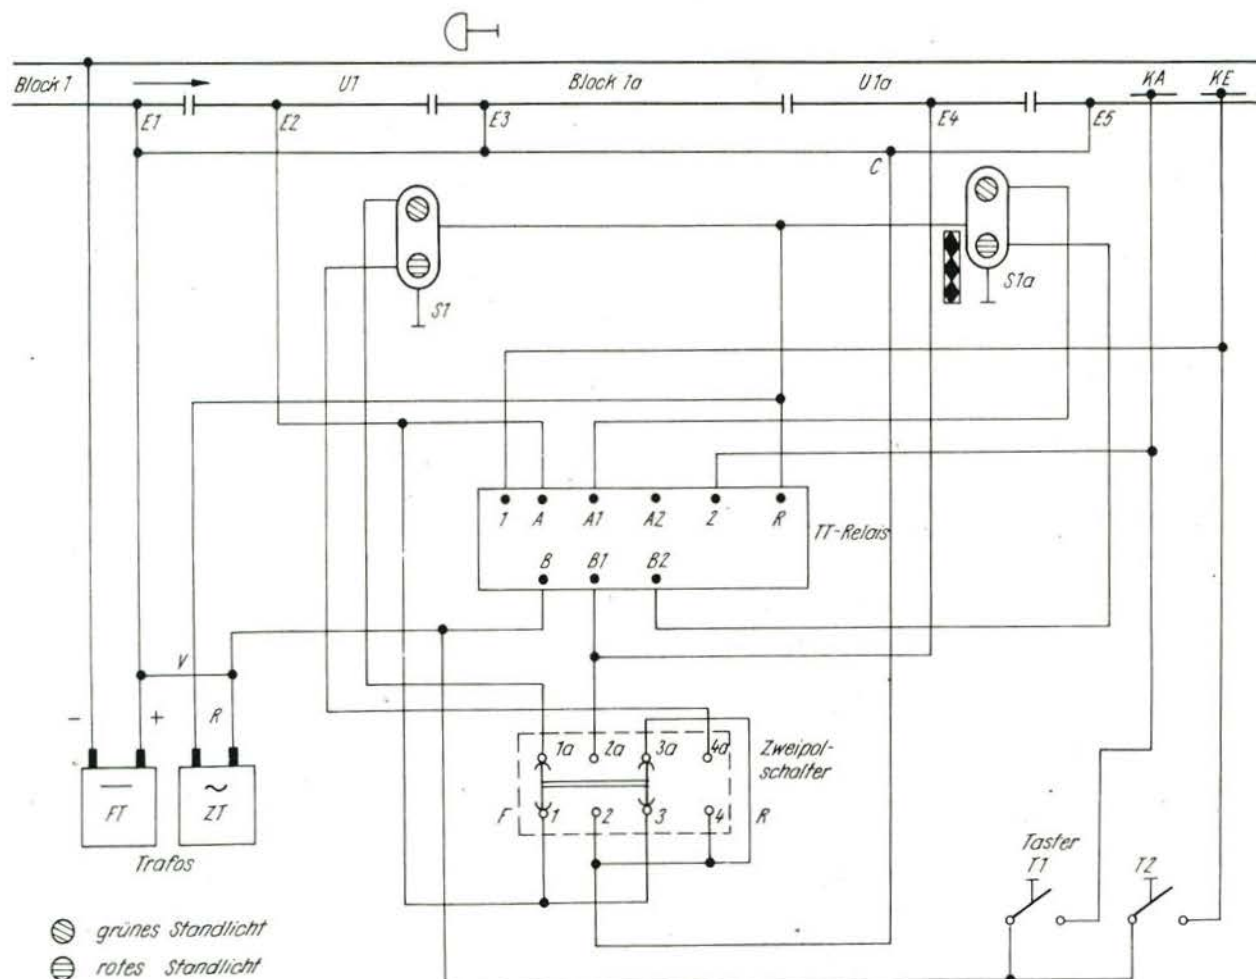 Block 1
U1
Block 1a
U1a
KA
KE
E1
E2
E3
E4
E5
C
S1
S1a
1 A A1 A2 2 R
TT-Relais
B B1 B2
V
- + R
1a 2a 3a 4a
Zweipol-
schalter
FT
ZT
F 1 2 3 4 R
Trafos
Taster
T1 T2
grünes Standlicht
rotes Standlicht